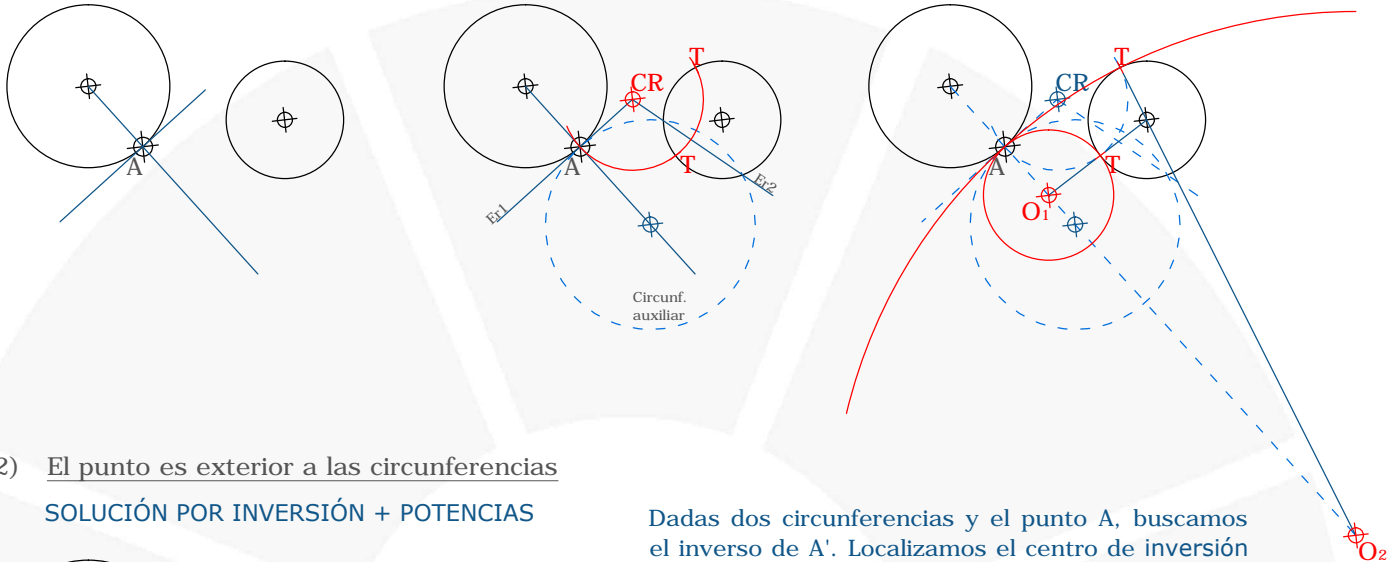 A
CR
T
T
A
Er1
Er2
Circunf.
auxiliar
CR
T
T
A
O1
O2
2) El punto es exterior a las circunferencias
SOLUCIÓN POR INVERSIÓN + POTENCIAS
Dadas dos circunferencias y el punto A, buscamos
el inverso de A'. Localizamos el centro de inversión